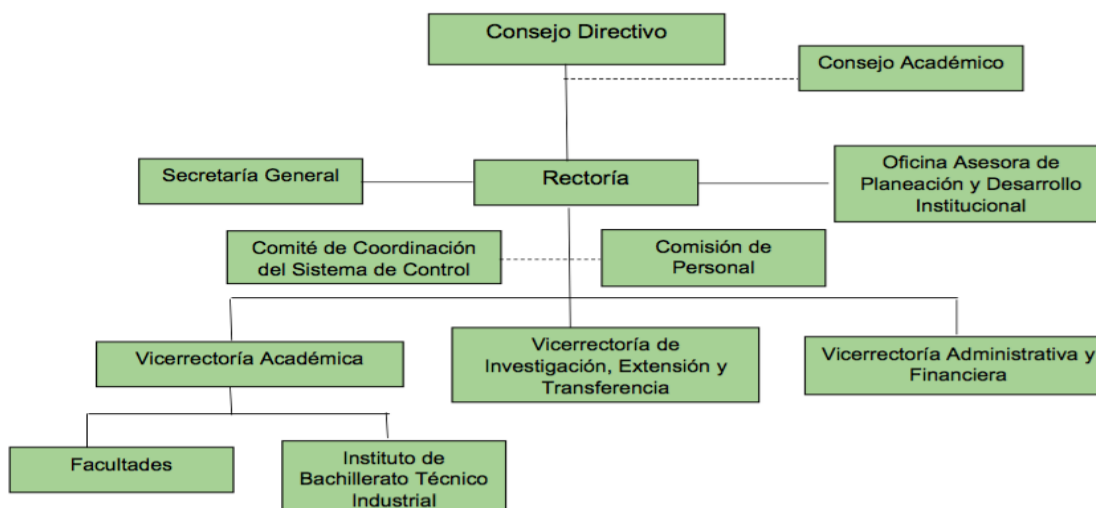 Consejo Directivo
Consejo Académico
Secretaría General
Rectoría
Oficina Asesora de
Planeación y Desarrollo
Institucional
Comité de Coordinación
del Sistema de Control
Comisión de
Personal
Vicerrectoría Académica
Vicerrectoría de
Investigación, Extensión y
Transferencia
Vicerrectoría Administrativa y
Financiera
Facultades
Instituto de
Bachillerato Técnico
Industrial